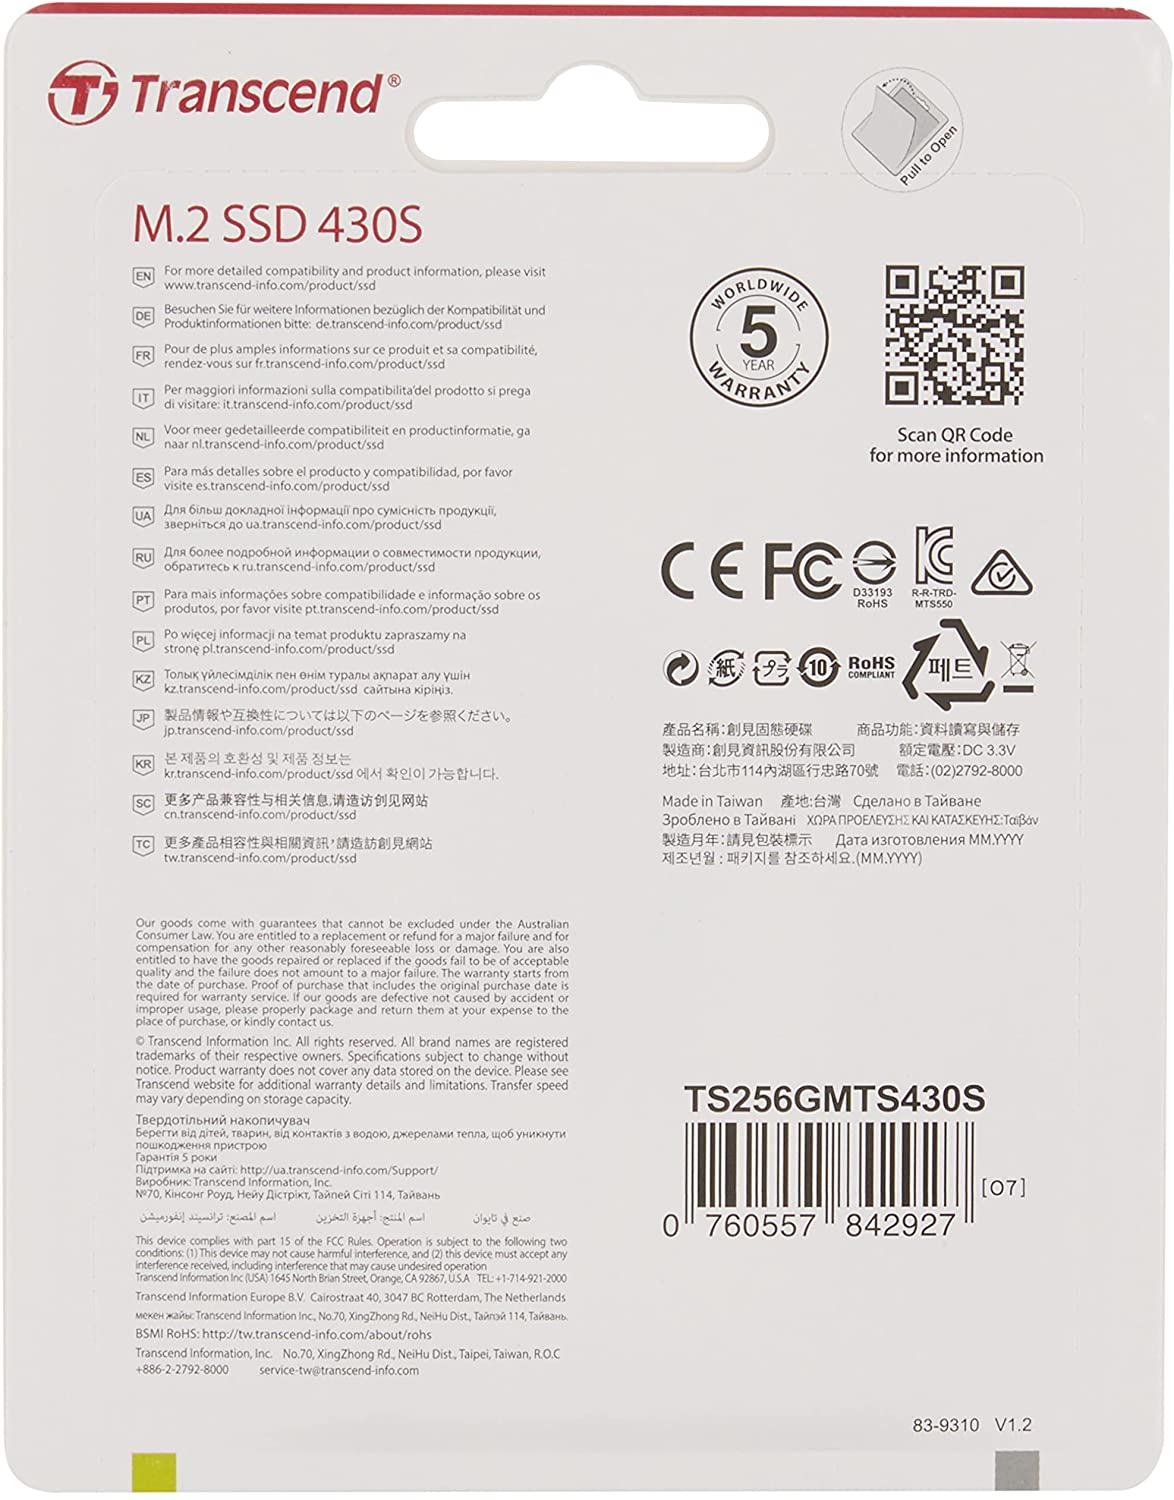 Transcend®
Pull to Open
M.2 SSD 430S
EN
For more detailed compatibility and product information, please visit
www.transcend-info.com/product/ssd
DE
Besuchen Sie für weitere Informationen bezüglich der Kompatibilität und
Produktinformationen bitte: de.transcend-info.com/product/ssd
FR
Pour de plus amples informations sur ce produit et sa compatibilité,
rendez-vous sur fr.transcend-info.com/product/ssd
IT
Per maggiori informazioni sulla compatibilita'del prodotto si prega
di visitare: it.transcend-info.com/product/ssd
NL
Voor meer gedetailleerde compatibiliteit en productinformatie, ga
naar nl.transcend-info.com/product/ssd
ES
Para más detalles sobre el producto y compatibilidad, por favor
visite es.transcend-info.com/product/ssd
UA
Для більш докладної інформації про сумісність продукції,
зверніться до ua.transcend-info.com/product/ssd
RU
Для более подробной информации о совместимости продукции,
обратитесь к ru.transcend-info.com/product/ssd
PT
Para mais informações sobre compatibilidade e informação sobre os
produtos, por favor visite pt.transcend-info.com/product/ssd
PL
Po więcej informacji na temat produktu zapraszamy na
stronę pl.transcend-info.com/product/ssd
KZ
Толық үйлесімділік пен өнім туралы ақпарат алу үшін
kz.transcend-info.com/product/ssd сайтына кіріңіз.
JP
製品情報や互換性については以下のページを参照ください。
jp.transcend-info.com/product/ssd
KR
본 제품의 호환성 및 제품 정보는
kr.transcend-info.com/product/ssd 에서 확인이 가능합니다.
SC
更多产品兼容性与相关信息,请造访创见网站
cn.transcend-info.com/product/ssd
TC
更多產品相容性與相關資訊，請造訪創見網站
tw.transcend-info.com/product/ssd
WORLDWIDE
5
YEAR
WARRANTY
Scan QR Code
for more information
CE FC
D33193
RoHS
R-R-TRD-
MTS550
紙
プラ
10
RoHS
COMPLIANT
페트
產品名稱：創見固態硬碟 商品功能：資料讀寫與儲存
製造商：創見資訊股份有限公司 額定電壓：DC 3.3V
地址：台北市114內湖區行忠路70號 電話：(02)2792-8000
Made in Taiwan 產地：台灣 Сделано в Тайване
Зроблено в Тайвані ΧΩΡΑ ΠΡΟΕΛΕΥΣΗΣ ΚΑΙ ΚΑΤΑΣΚΕΥΗΣ:Ταϊβάν
製造月年：請見包裝標示 Дата изготовления MM.YYYY
제조년월 : 패키지를 참조하세요.(MM.YYYY)
Our goods come with guarantees that cannot be excluded under the Australian
Consumer Law. You are entitled to a replacement or refund for a major failure and for
compensation for any other reasonably foreseeable loss or damage. You are also
entitled to have the goods repaired or replaced if the goods fail to be of acceptable
quality and the failure does not amount to a major failure. The warranty starts from
the date of purchase. Proof of purchase that includes the original purchase date is
required for warranty service. If our goods are defective not caused by accident or
improper usage, please properly package and return them at your expense to the
place of purchase, or kindly contact us.
© Transcend Information Inc. All rights reserved. All brand names are registered
trademarks of their respective owners. Specifications subject to change without
notice. Product warranty does not cover any data stored on the device. Please see
Transcend website for additional warranty details and limitations. Transfer speed
may vary depending on storage capacity.
Твердотільний накопичувач
Берегти від дітей, тварин, від контактів з водою, джерелами тепла, щоб уникнути
пошкодження пристрою
Гарантія 5 роки
Підтримка на сайті: http://ua.transcend-info.com/Support/
Виробник: Transcend Information, Inc.
№70, Кінсонг Роуд, Нейу Дістрікт, Тайпей Сіті 114, Тайвань
اسم المصنع: ترانسيند إنفورميشن اسم المنتج: أجهزة التخزين صنع في تايوان
This device complies with part 15 of the FCC Rules. Operation is subject to the following two
conditions: (1) This device may not cause harmful interference, and (2) this device must accept any
interference received, including interference that may cause undesired operation
Transcend Information Inc (USA) 1645 North Brian Street, Orange, CA 92867, U.S.A TEL: +1-714-921-2000
Transcend Information Europe B.V. Cairostraat 40, 3047 BC Rotterdam, The Netherlands
мекен жайы: Transcend Information Inc., No.70, XingZhong Rd., NeiHu Dist., Тайпэй 114, Тайвань.
BSMI RoHS: http://tw.transcend-info.com/about/rohs
Transcend Information, Inc. No.70, XingZhong Rd., NeiHu Dist., Taipei, Taiwan, R.O.C
+886-2-2792-8000 service-tw@transcend-info.com
TS256GMTS430S
[07]
0 760557 842927
83-9310 V1.2